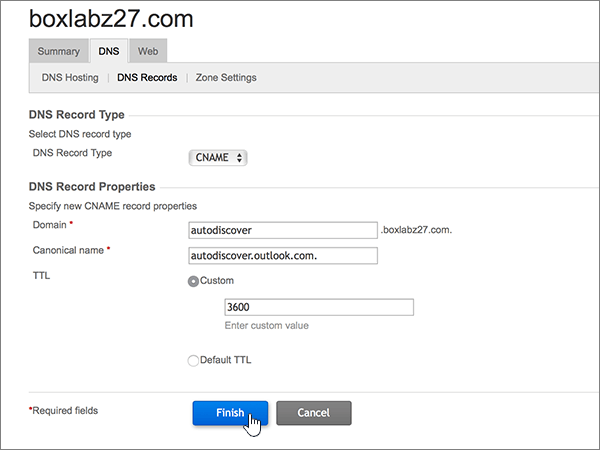 boxlabz27.com
Summary DNS Web
DNS Hosting | DNS Records | Zone Settings
DNS Record Type
Select DNS record type
DNS Record Type CNAME
DNS Record Properties
Specify new CNAME record properties
Domain * autodiscover .boxlabz27.com.
Canonical name * autodiscover.outlook.com.
TTL Custom
3600
Enter custom value
Default TTL
*Required fields Finish Cancel